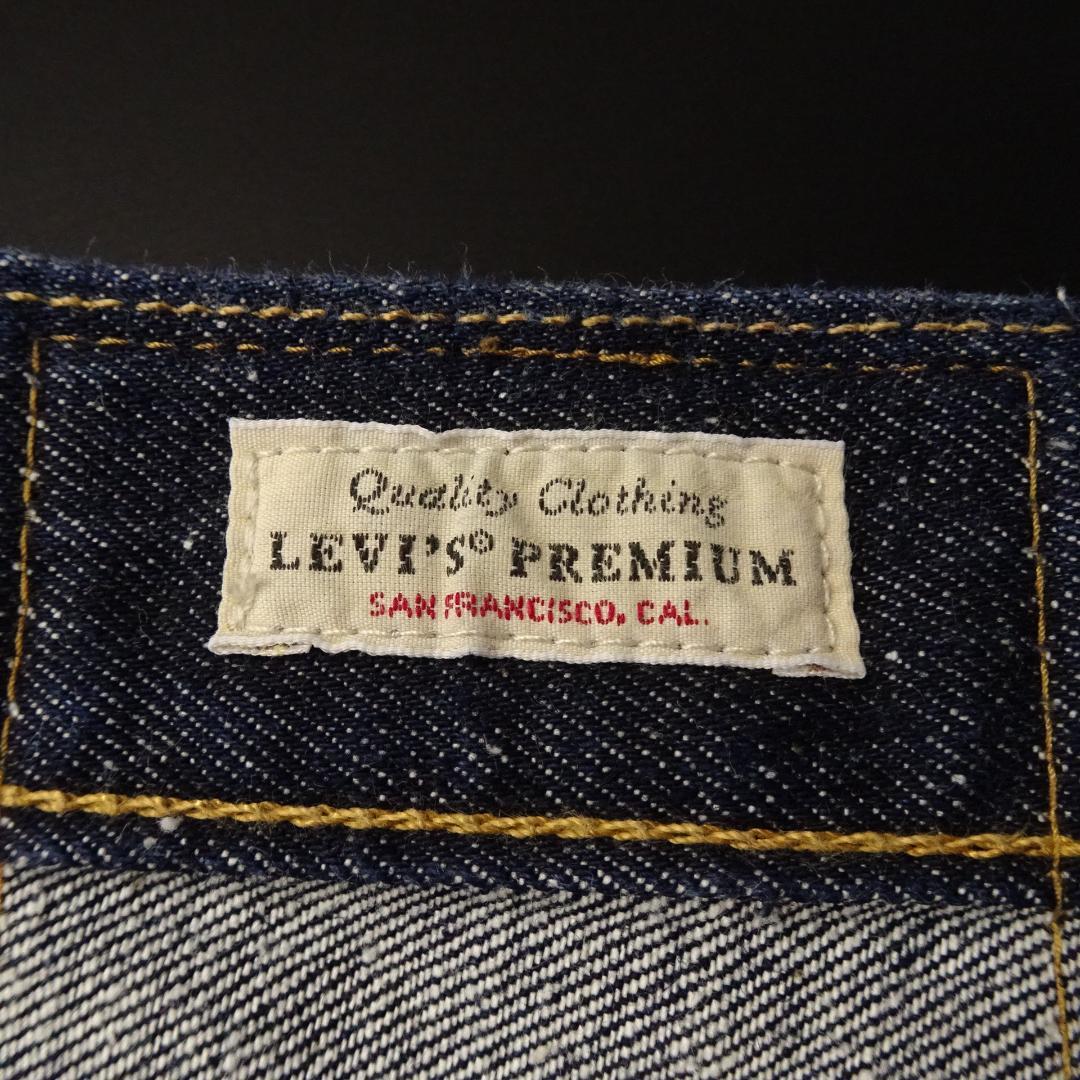 Quality Clothing
LEVI'S® PREMIUM
SAN FRANCISCO, CAL.